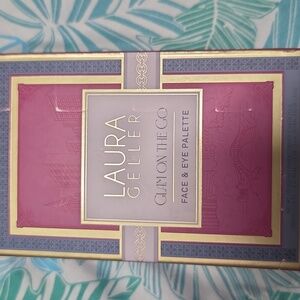 LAURA
GELLER
GLAM ON THE GO
FACE & EYE PALETTE